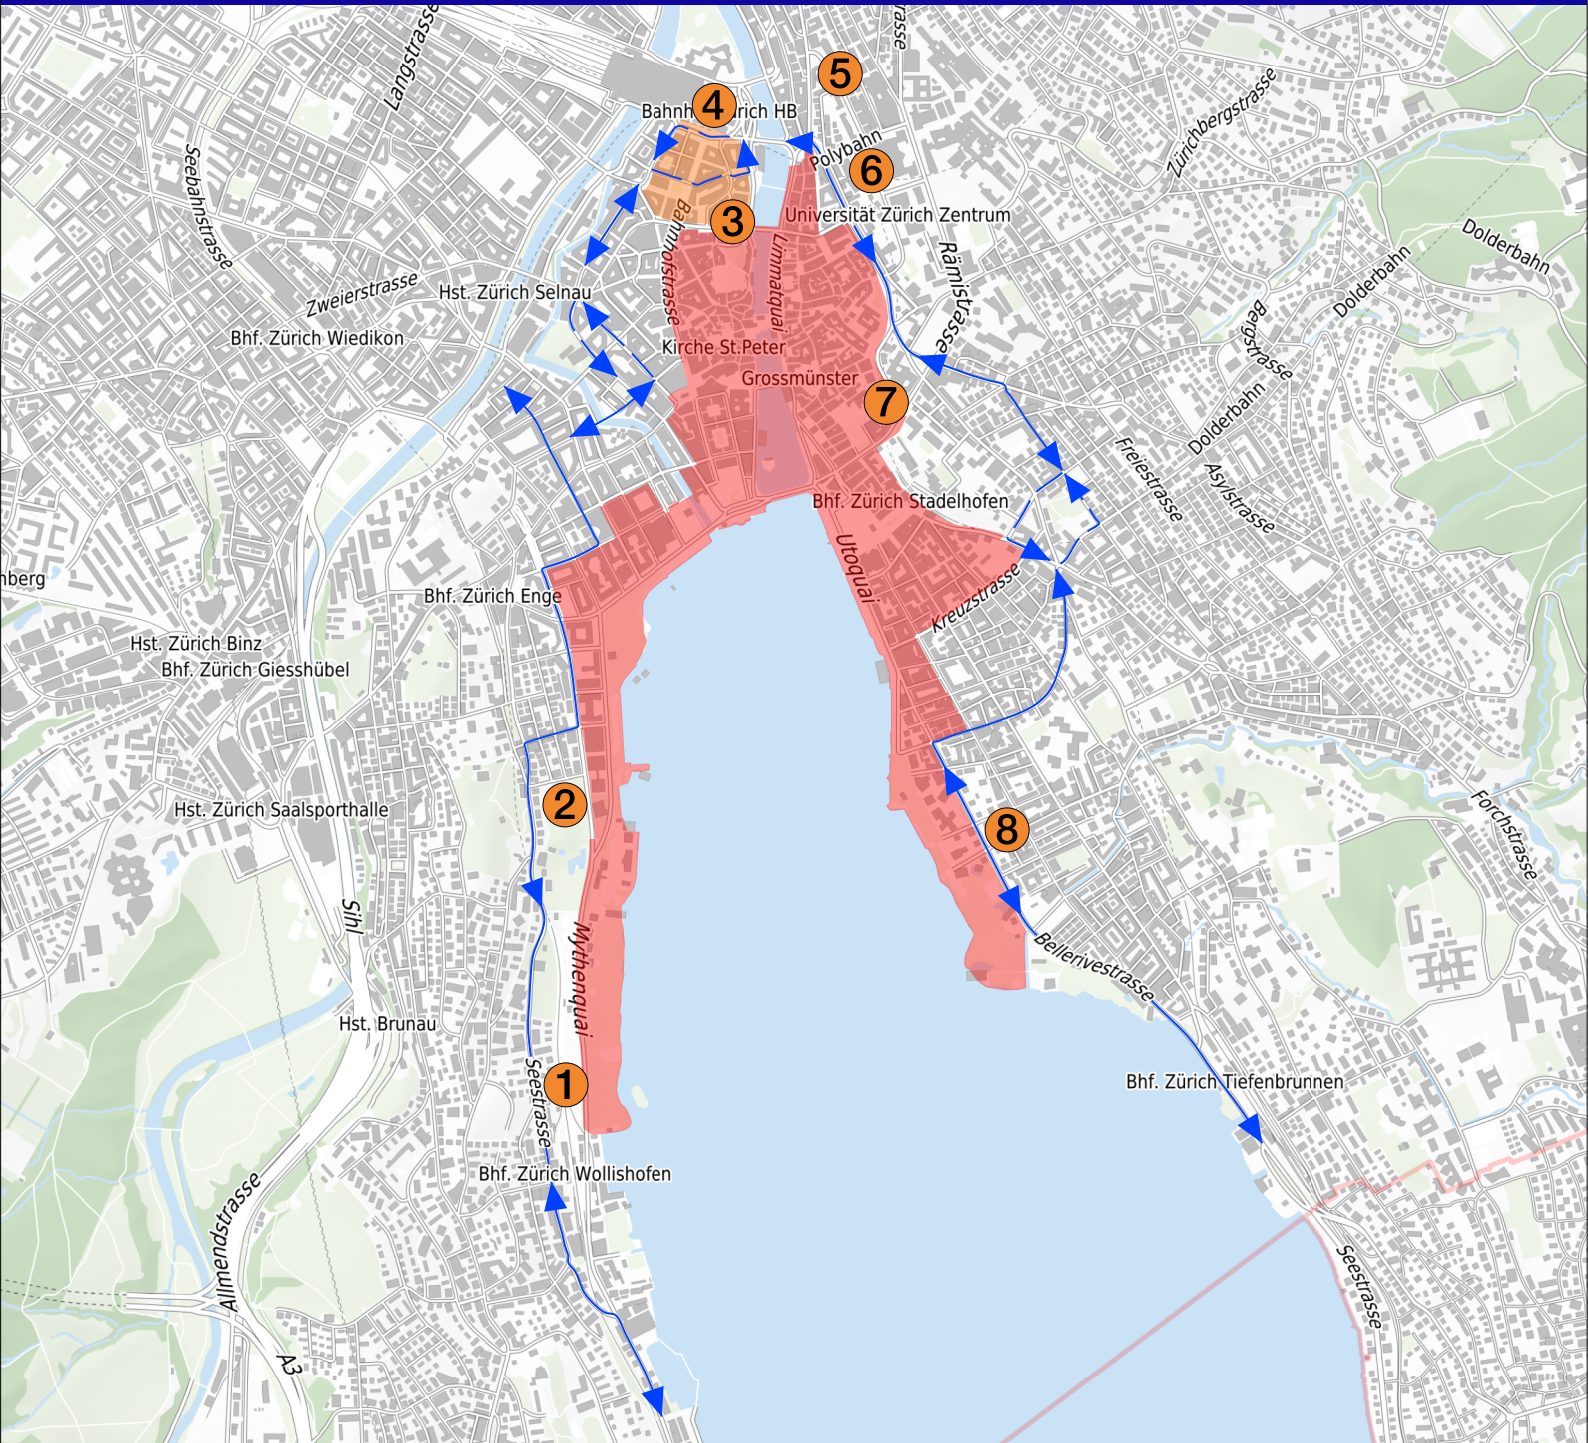 Langstrasse
5
4
Bahnh
rich HB
Polybahn
6
Zürichbergstrasse
Seebahnstrasse
3
Universität Zürich Zentrum
Bahnhofstrasse
Limmatquai
Rämistrasse
Dolderbahn
Dolderbahn
Zweierstrasse
Hst. Zürich Selnau
Bhf. Zürich Wiedikon
Kirche St.Peter
Bergstrasse
Grossmünster
7
Dolderbahn
Freiestrasse
Asylstrasse
Bhf. Zürich Stadelhofen
Utoquai
nberg
Bhf. Zürich Enge
Kreuzstrasse
Hst. Zürich Binz
Bhf. Zürich Giesshübel
2
Hst. Zürich Saalsporthalle
8
Forchstrasse
Sihl
Mythenquai
Bellerivestrasse
Hst. Brunau
Seestrasse
1
Bhf. Zürich Tiefenbrunnen
Bhf. Zürich Wollishofen
Allmendstrasse
Seestrasse
A3